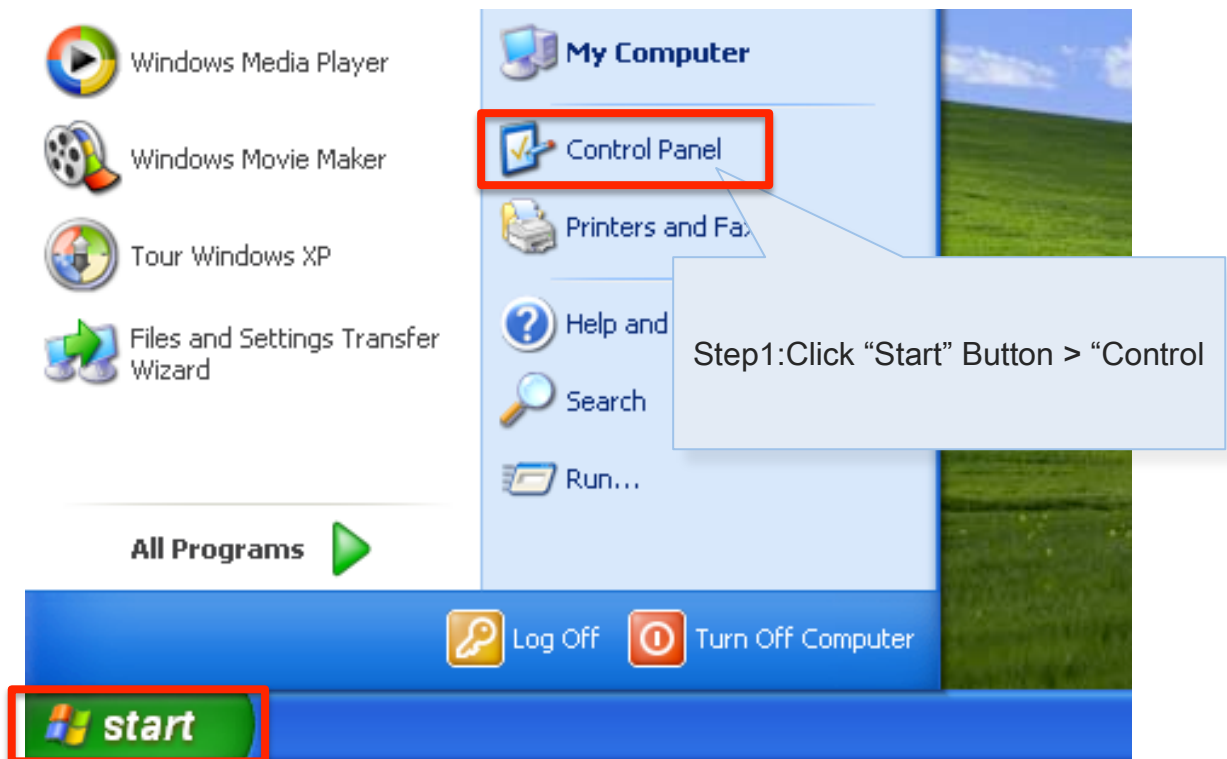 Windows Media Player
Windows Movie Maker
Tour Windows XP
Files and Settings Transfer
Wizard
All Programs
My Computer
Control Panel
Printers and Fax
Help and
Search
Run...
Step1:Click “Start” Button > “Control
Log Off
Turn Off Computer
start